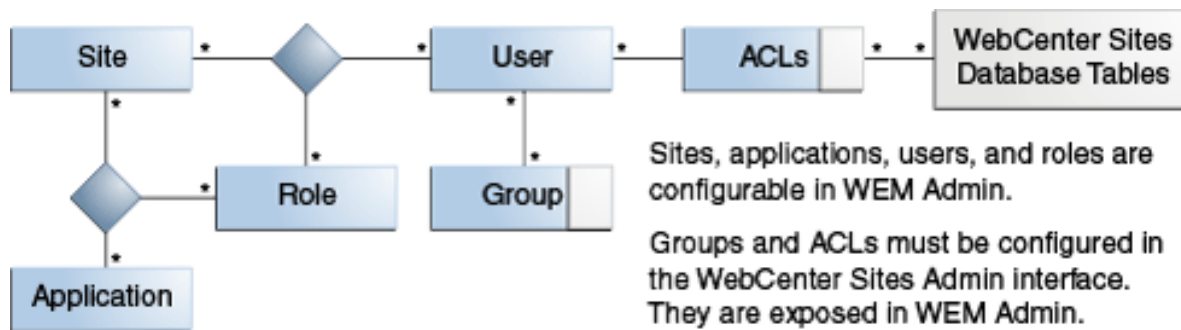 Site
*
*
User
*
ACLs
*
*
WebCenter Sites
Database Tables
*
*
*
*
*
Role
Group
*
Application
Sites, applications, users, and roles are
configurable in WEM Admin.
Groups and ACLs must be configured in
the WebCenter Sites Admin interface.
They are exposed in WEM Admin.